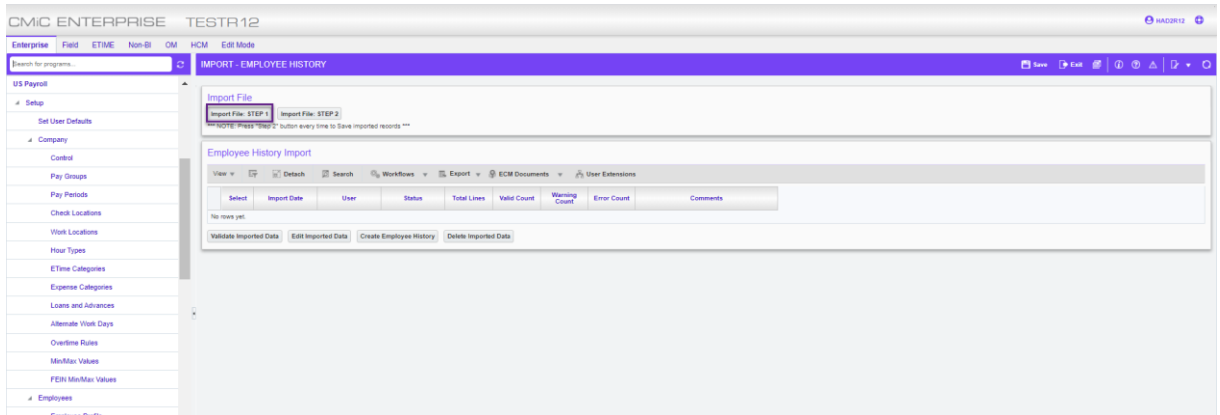 CMiC ENTERPRISE TESTR12
HAD2R12
Enterprise Field ETIME Non-BI OM HCM Edit Mode
Search for programs...
IMPORT - EMPLOYEE HISTORY
Save Exit
US Payroll
Setup
Set User Defaults
Company
Control
Pay Groups
Pay Periods
Check Locations
Work Locations
Hour Types
ETime Categories
Expense Categories
Loans and Advances
Alternate Work Days
Overtime Rules
Min/Max Values
FEIN Min/Max Values
Employees
Import File
Import File: STEP 1 Import File: STEP 2
*** NOTE: Press "Step 2" button every time to Save imported records ***
Employee History Import
View Detach Search Workflows Export ECM Documents User Extensions
Select Import Date User Status Total Lines Valid Count Warning Count Error Count Comments
No rows yet.
Validate Imported Data Edit Imported Data Create Employee History Delete Imported Data